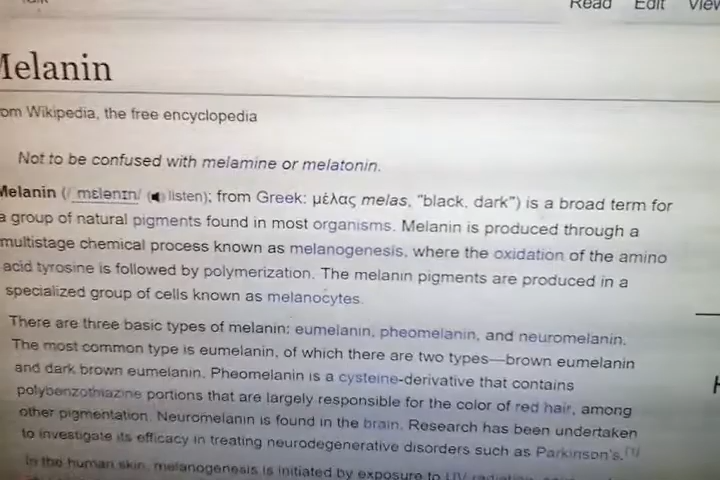 Read Edit View
Melanin
From Wikipedia, the free encyclopedia
Not to be confused with melamine or melatonin.
Melanin (/ˈmɛlənɪn/ (listen); from Greek: μέλας melas, "black, dark") is a broad term for
a group of natural pigments found in most organisms. Melanin is produced through a
multistage chemical process known as melanogenesis, where the oxidation of the amino
acid tyrosine is followed by polymerization. The melanin pigments are produced in a
specialized group of cells known as melanocytes.
There are three basic types of melanin: eumelanin, pheomelanin, and neuromelanin.
The most common type is eumelanin, of which there are two types—brown eumelanin
and dark brown eumelanin. Pheomelanin is a cysteine-derivative that contains
polybenzothiazine portions that are largely responsible for the color of red hair, among
other pigmentation. Neuromelanin is found in the brain. Research has been undertaken
to investigate its efficacy in treating neurodegenerative disorders such as Parkinson's.[1]
In the human skin, melanogenesis is initiated by exposure to UV radiation,